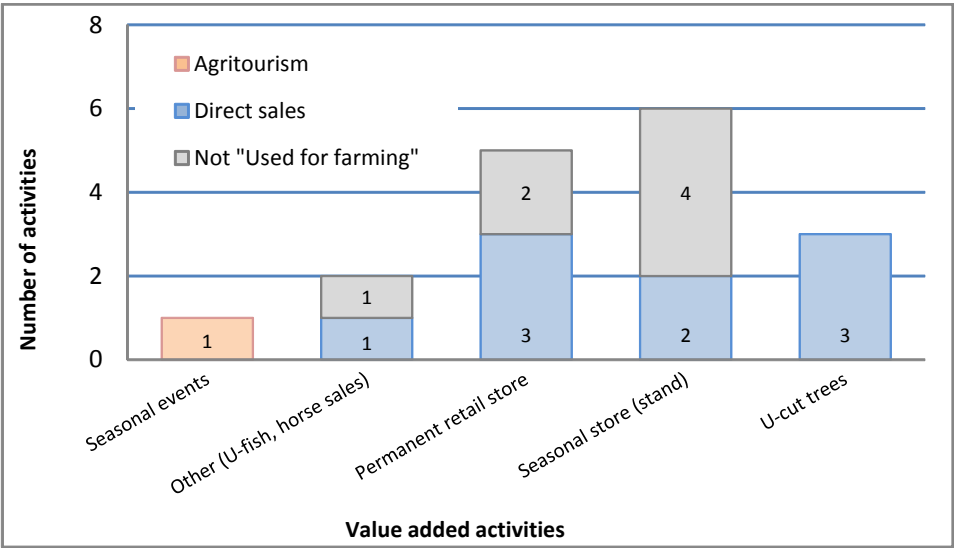 8
6
4
2
0
Number of activities
Agritourism
Direct sales
Not "Used for farming"
1
1
1
2
3
4
2
3
Seasonal events
Other (U-fish, horse sales)
Permanent retail store
Seasonal store (stand)
U-cut trees
Value added activities